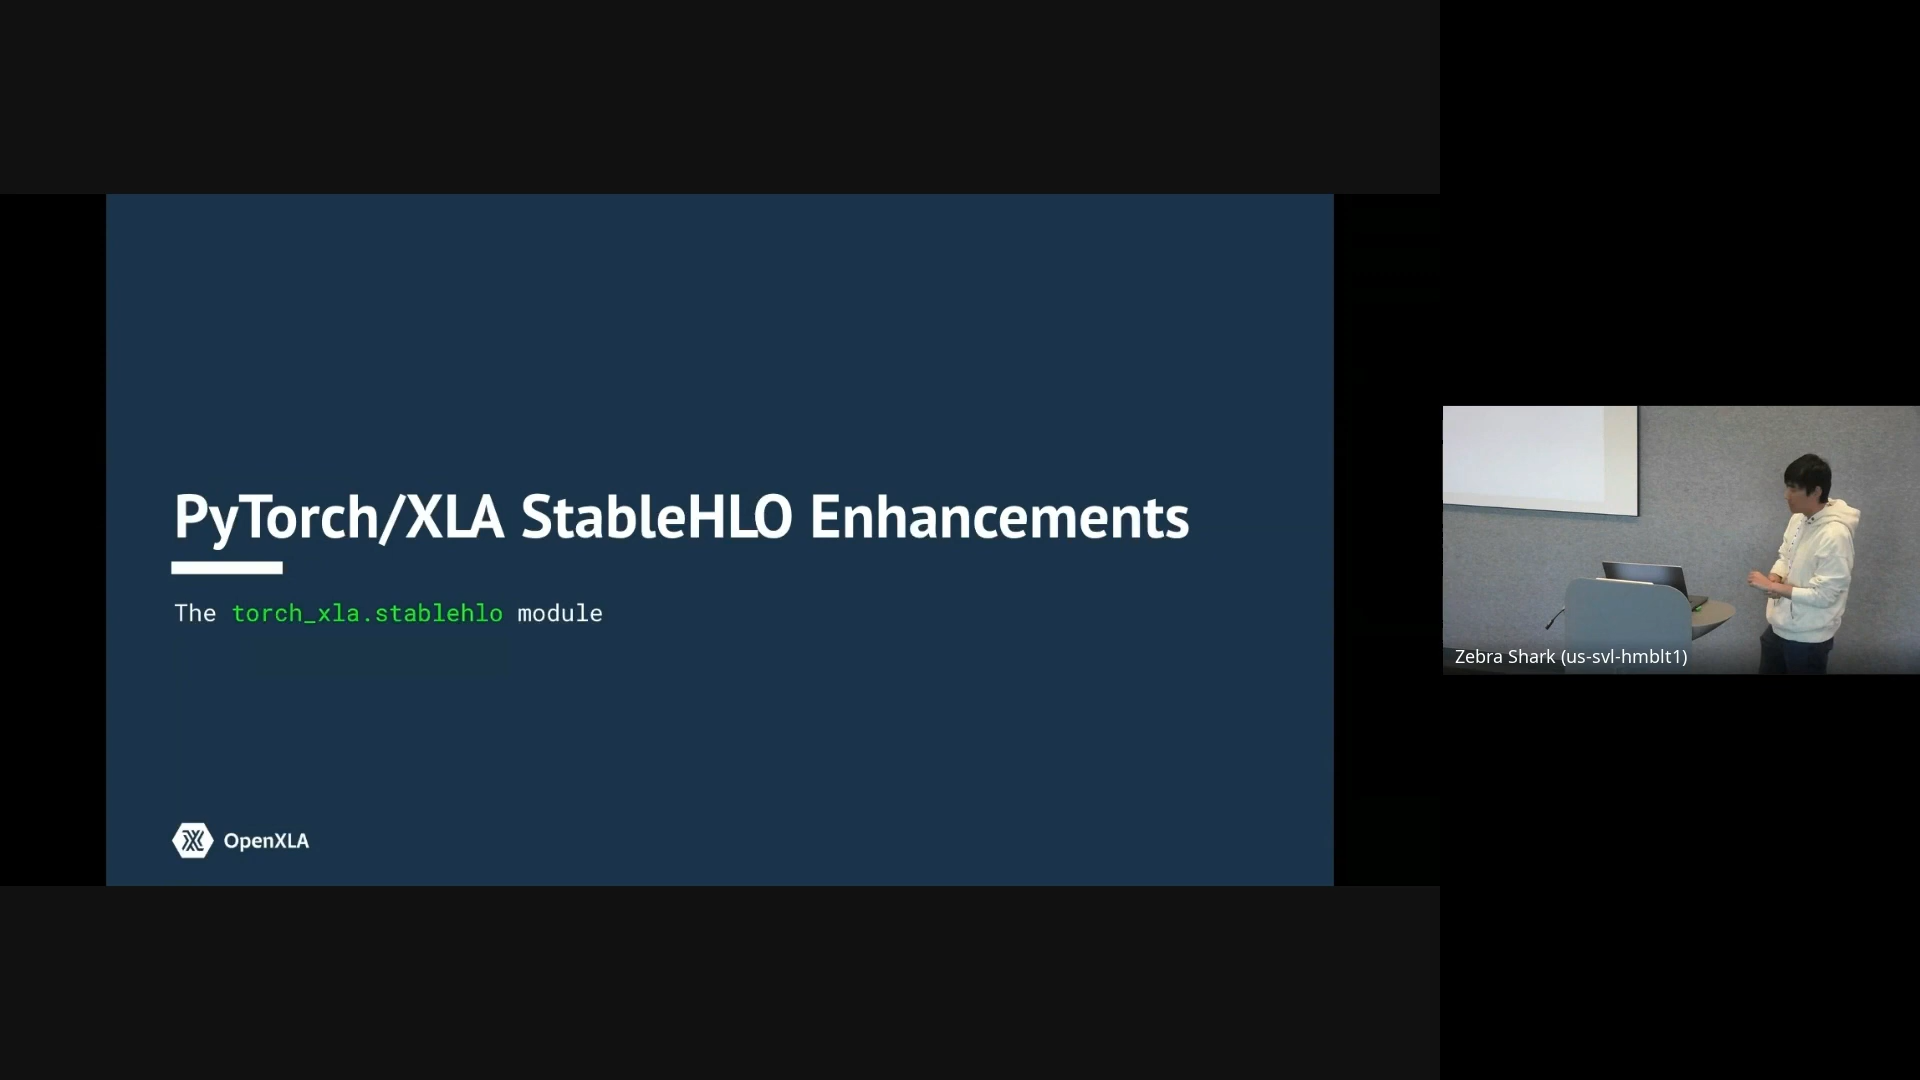 PyTorch/XLA StableHLO Enhancements
The torch_xla.stablehlo module
OpenXLA
Zebra Shark (us-svl-hmblt1)